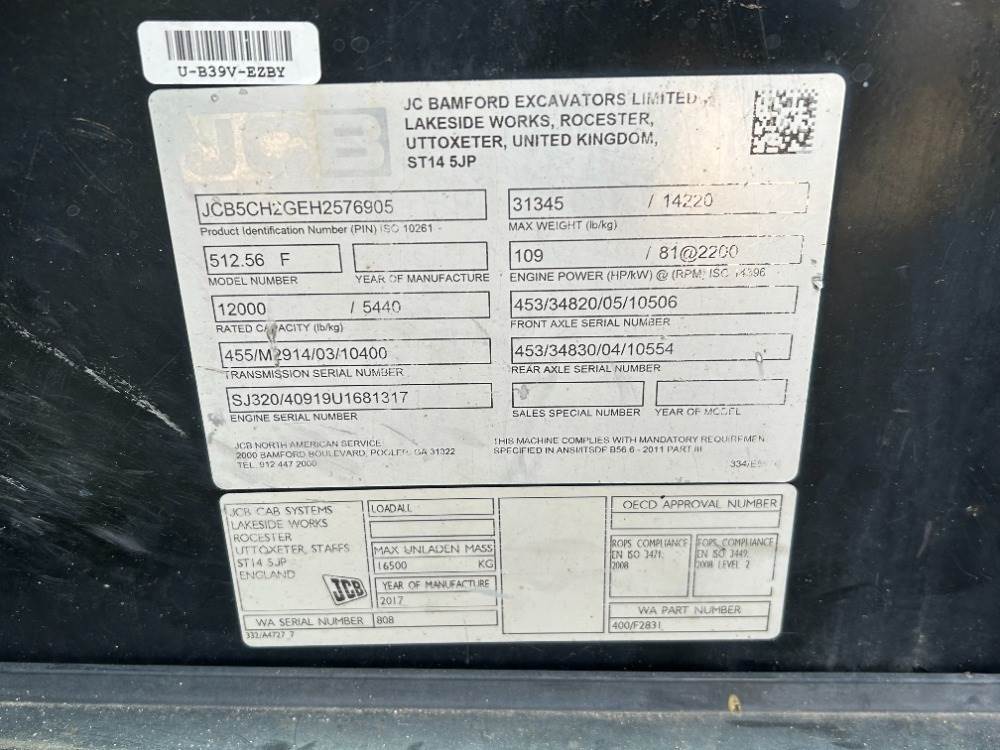 U-B39V-EZBY
JCB
JC BAMFORD EXCAVATORS LIMITED,
LAKESIDE WORKS, ROCESTER,
UTTOXETER, UNITED KINGDOM,
ST14 5JP
JCB5CH2GEH2576905
Product Identification Number (PIN) ISO 10261
31345 / 14220
MAX WEIGHT (lb/kg)
512.56 F
MODEL NUMBER
YEAR OF MANUFACTURE
109 / 81@2200
ENGINE POWER (HP/kW) @ (RPM) ISO 14396
12000 / 5440
RATED CAPACITY (lb/kg)
453/34820/05/10506
FRONT AXLE SERIAL NUMBER
455/M2914/03/10400
TRANSMISSION SERIAL NUMBER
453/34830/04/10554
REAR AXLE SERIAL NUMBER
SJ320/40919U1681317
ENGINE SERIAL NUMBER
SALES SPECIAL NUMBER
YEAR OF MODEL
JCB NORTH AMERICAN SERVICE
2000 BAMFORD BOULEVARD, POOLER, GA 31322
TEL. 912 447 2000
THIS MACHINE COMPLIES WITH MANDATORY REQUIREMEN
SPECIFIED IN ANSI/ITSDF B56.6 - 2011 PART III
JCB CAB SYSTEMS
LAKESIDE WORKS
ROCESTER
UTTOXETER, STAFFS
ST14 5JP
ENGLAND
JCB
LOADALL
MAX UNLADEN MASS
16500 KG
YEAR OF MANUFACTURE
2017
WA SERIAL NUMBER 808
332/A4727 7
OECD APPROVAL NUMBER
ROPS COMPLIANCE
EN ISO 3471:
2008
FOPS COMPLIANCE
EN ISO 3449:
2008 LEVEL 2
WA PART NUMBER
400/F2831